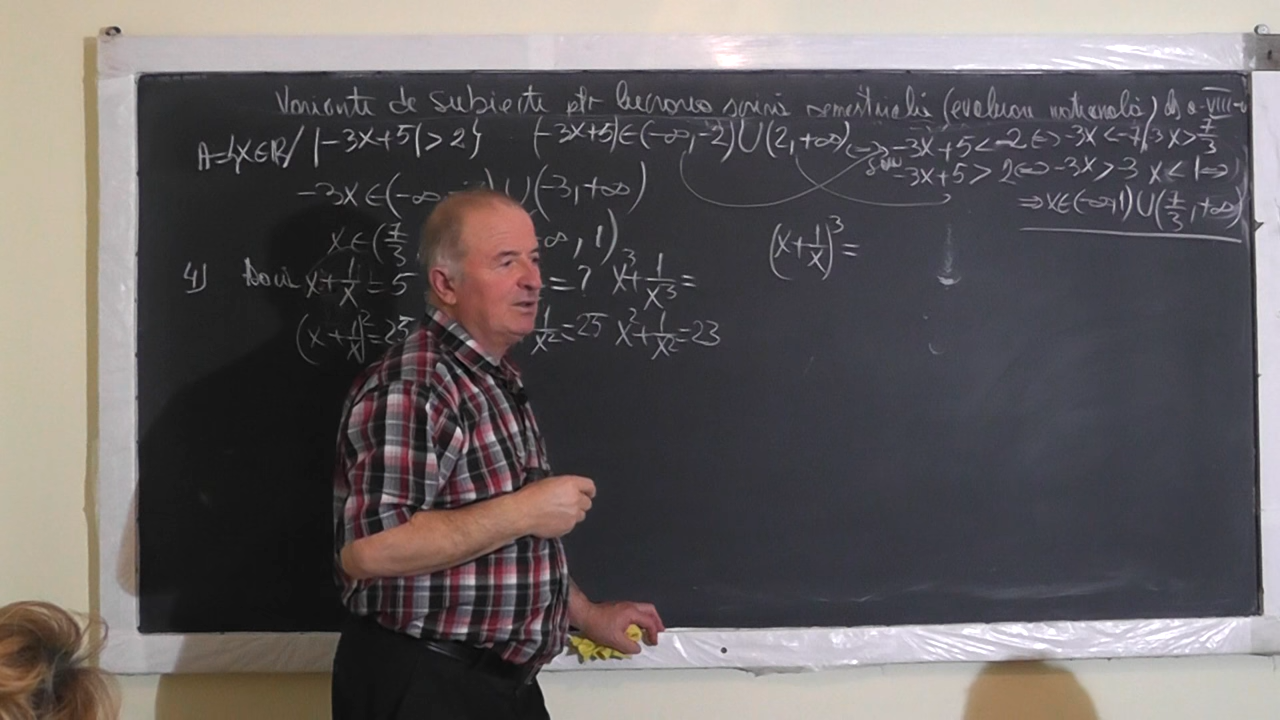 Variante de subiecte ptr lucrarea scrisă semestrială (evaluare națională) cls a-VIII-a
A={x∈R/ |-3x+5|>2} (-3x+5)∈(-∞,-2)∪(2,+∞) ⇔ -3x+5<-2 ⇔ -3x<-7, 3 x>7/3
sau -3x+5>2 ⇔ -3x>-3 x<1 ⇒
-3x∈(-∞ ∪(-3,+∞) ⇒ x∈(-∞,1)∪(7/3,+∞)
x∈(7/3 ∞,1) (x+1/x)³=
4) Dacă x+1/x=5 =? x³+1/x³=
(x+1/x)²=25 1/x²=25 x²+1/x²=23